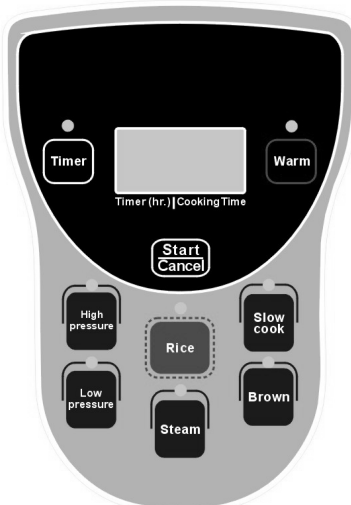 Timer
Warm
Timer (hr.) | Cooking Time
Start
Cancel
High
pressure
Rice
Slow
cook
Low
pressure
Steam
Brown